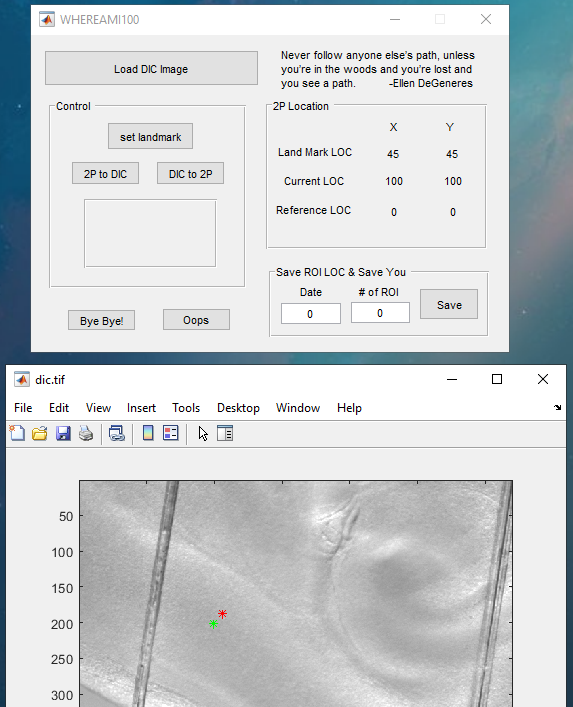 WHEREAMI100
Load DIC Image
Never follow anyone else's path, unless
you're in the woods and you're lost and
you see a path. -Ellen DeGeneres
Control
set landmark
2P to DIC DIC to 2P
Bye Bye! Oops
2P Location
X Y
Land Mark LOC 45 45
Current LOC 100 100
Reference LOC 0 0
Save ROI LOC & Save You
Date # of ROI
0 0 Save
dic.tif
File Edit View Insert Tools Desktop Window Help
50
100
150
200
250
300